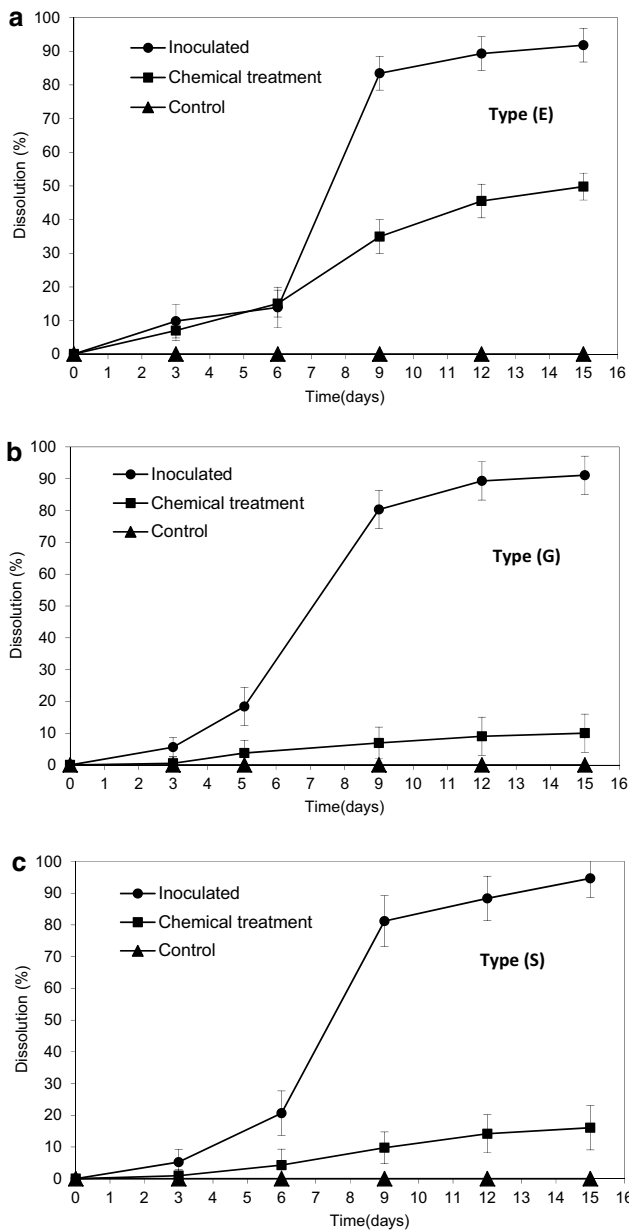 a
100
90
80
70
60
50
40
30
20
10
0
Dissolution (%)
Inoculated
Chemical treatment
Control
Type (E)
0 1 2 3 4 5 6 7 8 9 10 11 12 13 14 15 16
Time(days)
b
100
90
80
70
60
50
40
30
20
10
0
Dissolution (%)
Inoculated
Chemical treatment
Control
Type (G)
0 1 2 3 4 5 6 7 8 9 10 11 12 13 14 15 16
Time(days)
c
100
90
80
70
60
50
40
30
20
10
0
Dissolution (%)
Inoculated
Chemical treatment
Control
Type (S)
0 1 2 3 4 5 6 7 8 9 10 11 12 13 14 15 16
Time(days)